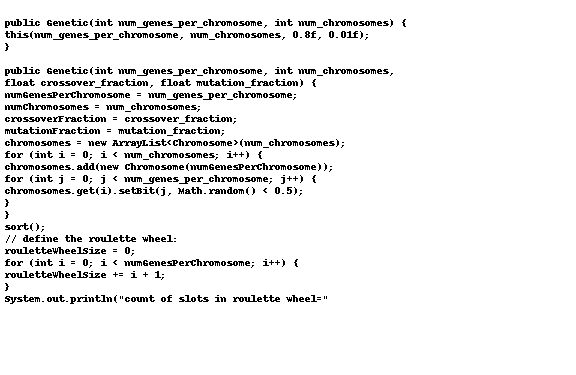 public Genetic(int num_genes_per_chromosome, int num_chromosomes) {
this(num_genes_per_chromosome, num_chromosomes, 0.8f, 0.01f);
}

public Genetic(int num_genes_per_chromosome, int num_chromosomes,
float crossover_fraction, float mutation_fraction) {
numGenesPerChromosome = num_genes_per_chromosome;
numChromosomes = num_chromosomes;
crossoverFraction = crossover_fraction;
mutationFraction = mutation_fraction;
chromosomes = new ArrayList<Chromosome>(num_chromosomes);
for (int i = 0; i < num_chromosomes; i++) {
chromosomes.add(new Chromosome(numGenesPerChromosome));
for (int j = 0; j < num_genes_per_chromosome; j++) {
chromosomes.get(i).setBit(j, Math.random() < 0.5);
}
}
sort();
// define the roulette wheel:
rouletteWheelSize = 0;
for (int i = 0; i < numGenesPerChromosome; i++) {
rouletteWheelSize += i + 1;
}
System.out.println("count of slots in roulette wheel="